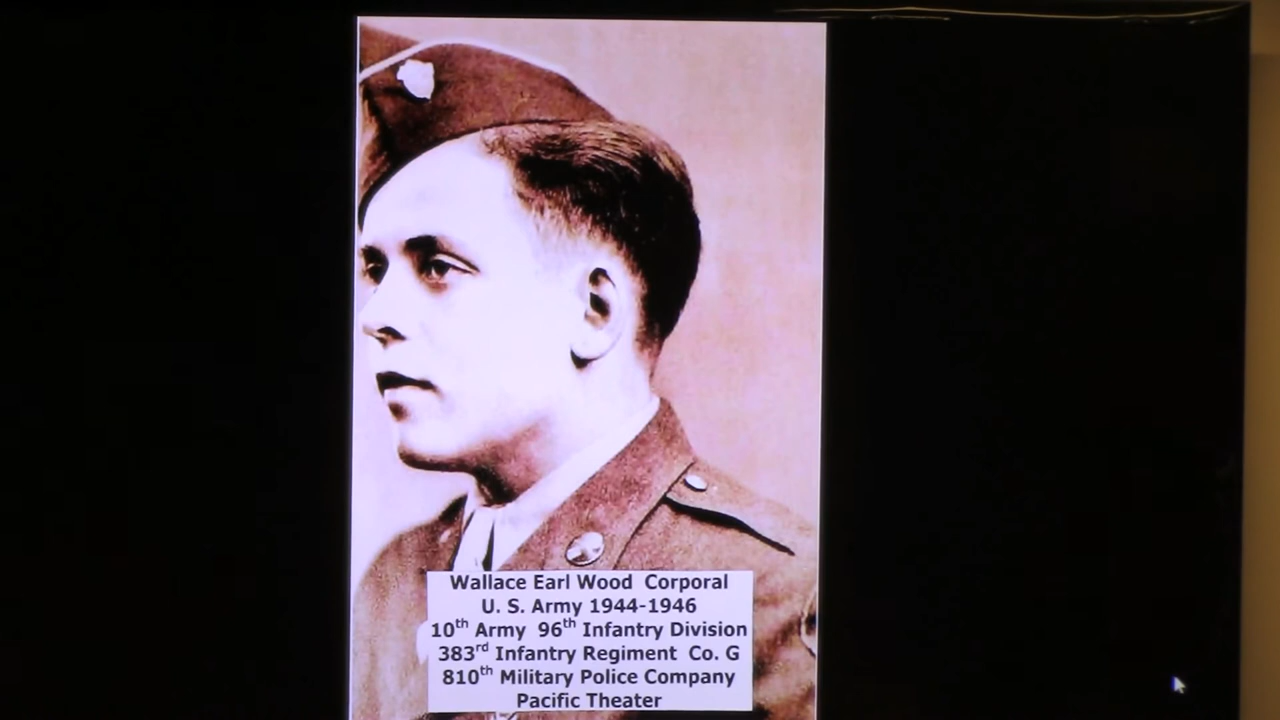 Wallace Earl Wood Corporal
U. S. Army 1944-1946
10th Army 96th Infantry Division
383rd Infantry Regiment Co. G
810th Military Police Company
Pacific Theater